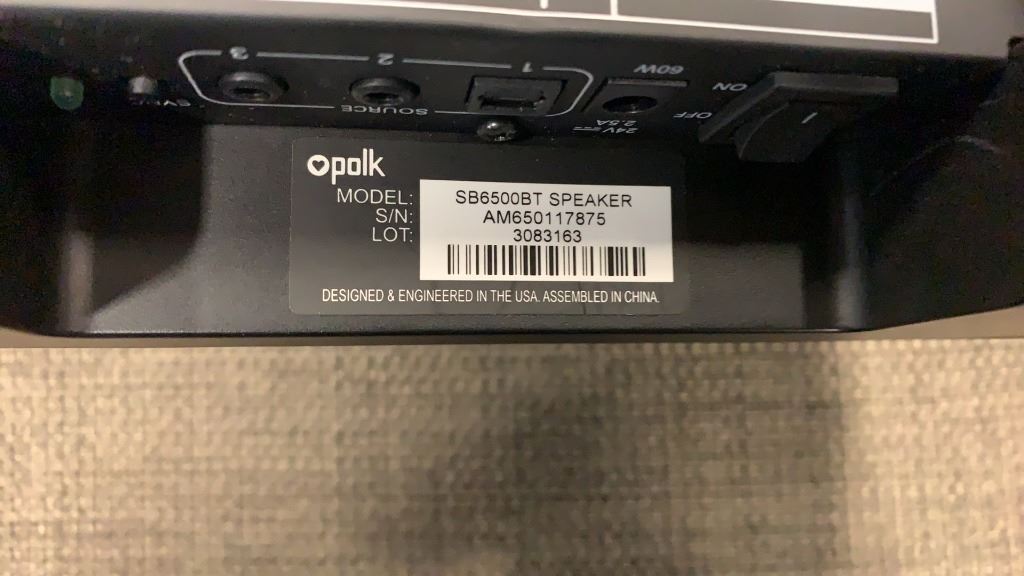 3 2 1
SOURCE
60W
24V 2.5A
ON
OFF
SYNC
polk
MODEL: SB6500BT SPEAKER
S/N: AM650117875
LOT: 3083163
DESIGNED & ENGINEERED IN THE USA. ASSEMBLED IN CHINA.